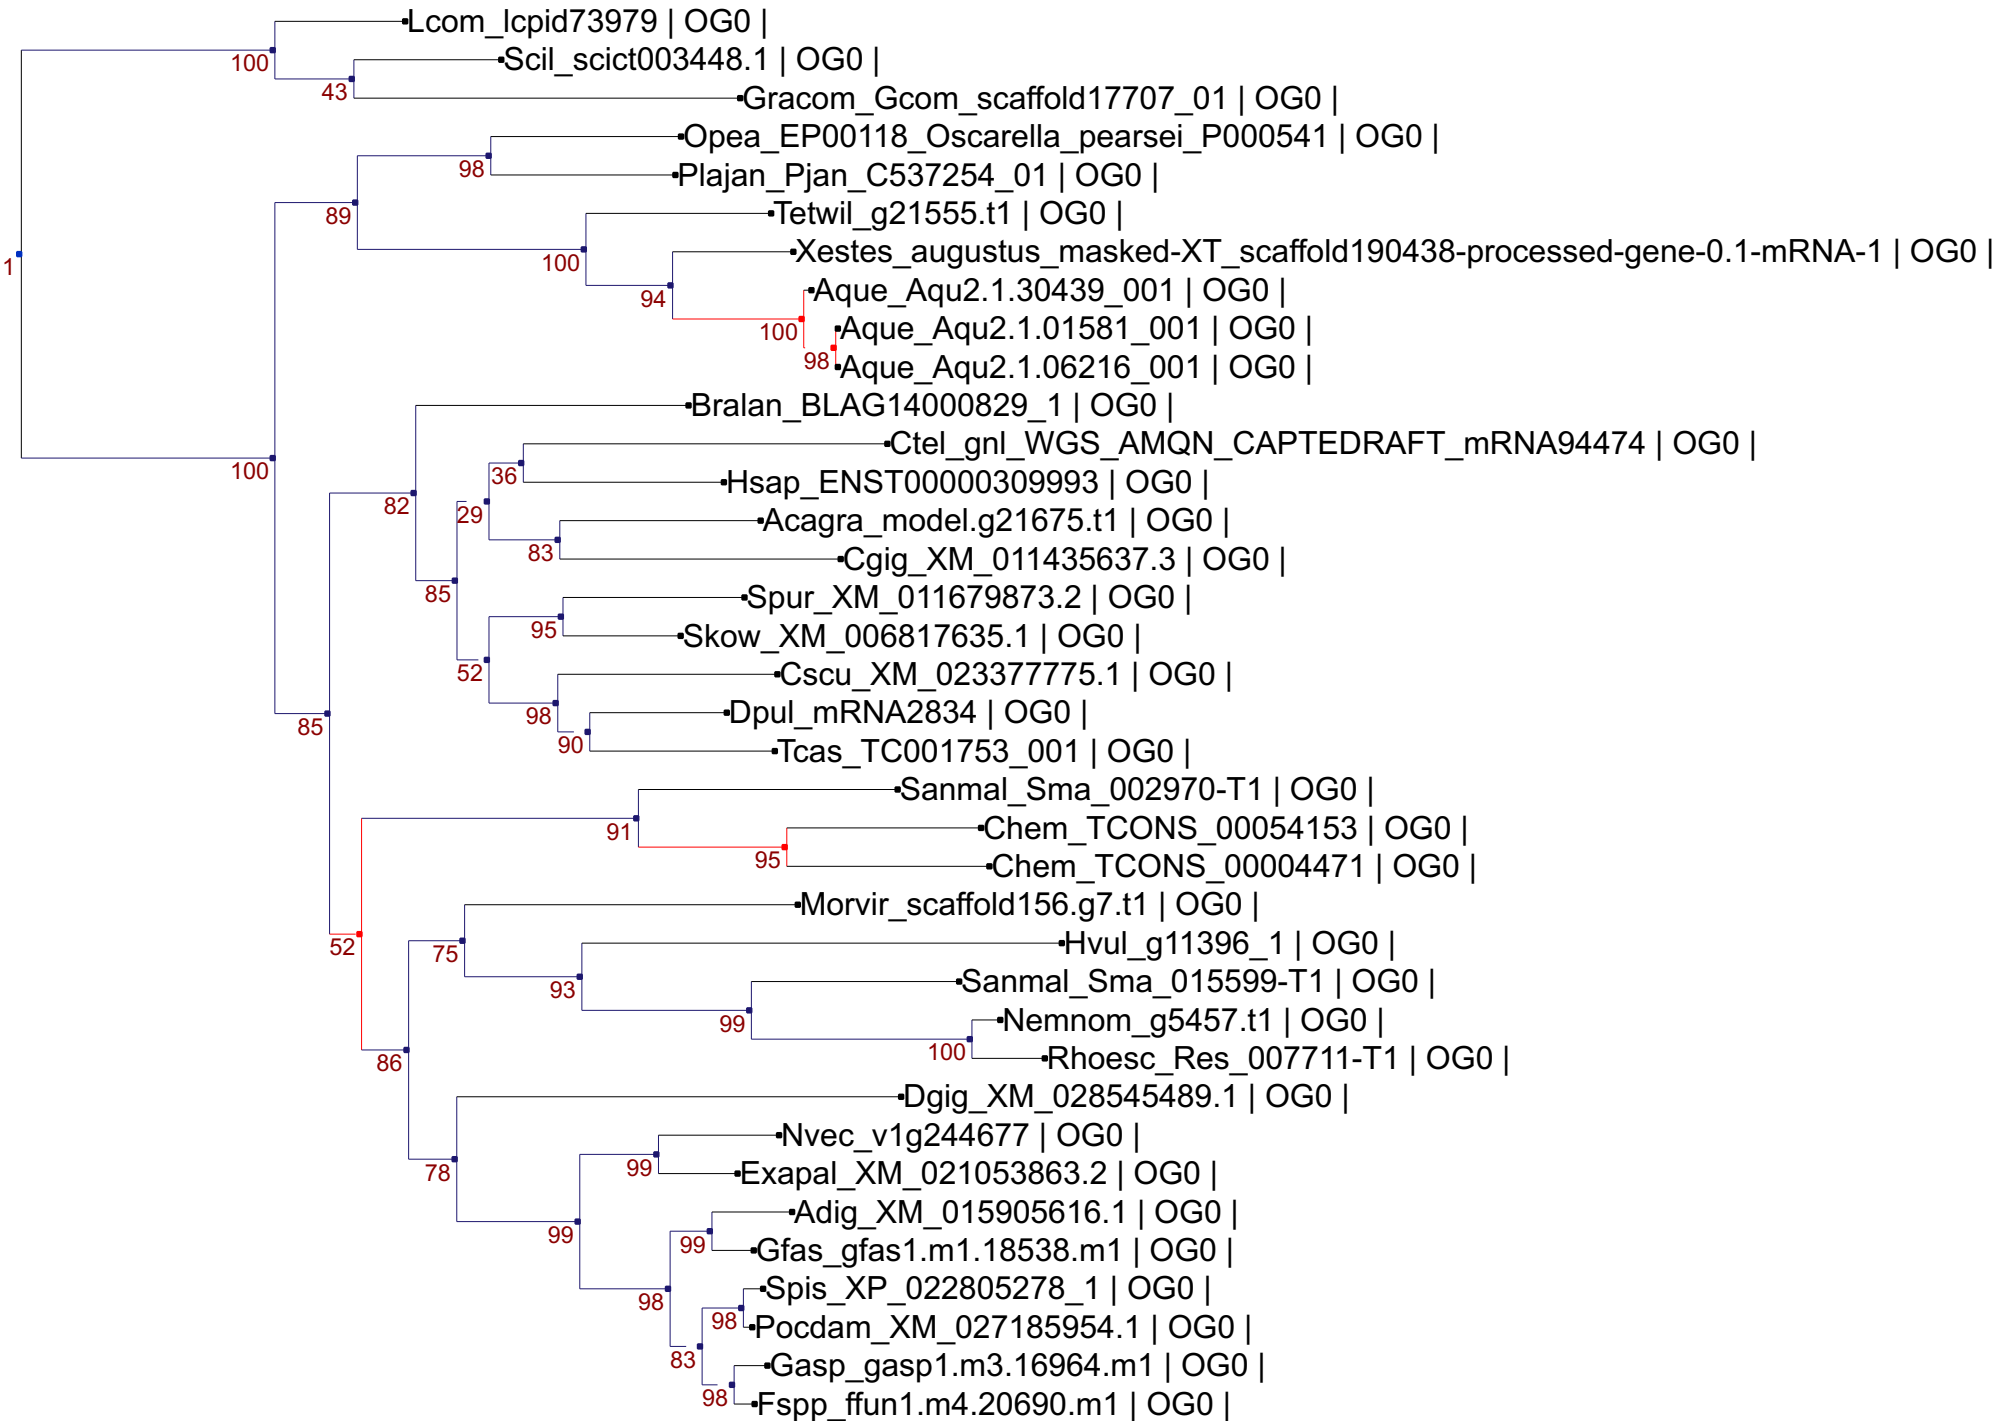 Lcom_lcpid73979 | OG0 |
100
Scil_scict003448.1 | OG0 |
43
Gracom_Gcom_scaffold17707_01 | OG0 |
Opea_EP00118_Oscarella_pearsei_P000541 | OG0 |
98
Plajan_Pjan_C537254_01 | OG0 |
89
Tetwil_g21555.t1 | OG0 |
Xestes_augustus_masked-XT_scaffold190438-processed-gene-0.1-mRNA-1 | OG0 |
1
100
94
Aque_Aqu2.1.30439_001 | OG0 |
100
Aque_Aqu2.1.01581_001 | OG0 |
98
Aque_Aqu2.1.06216_001 | OG0 |
Bralan_BLAG14000829_1 | OG0 |
Ctel_gnl_WGS_AMQN_CAPTEDRAFT_mRNA94474 | OG0 |
100
36
Hsap_ENST00000309993 | OG0 |
82
29
Acagra_model.g21675.t1 | OG0 |
83
Cgig_XM_011435637.3 | OG0 |
85
Spur_XM_011679873.2 | OG0 |
95
Skow_XM_006817635.1 | OG0 |
52
Cscu_XM_023377775.1 | OG0 |
98
Dpul_mRNA2834 | OG0 |
85
90
Tcas_TC001753_001 | OG0 |
Sanmal_Sma_002970-T1 | OG0 |
91
Chem_TCONS_00054153 | OG0 |
95
Chem_TCONS_00004471 | OG0 |
Morvir_scaffold156.g7.t1 | OG0 |
52
75
Hvul_g11396_1 | OG0 |
93
Sanmal_Sma_015599-T1 | OG0 |
99
Nemnom_g5457.t1 | OG0 |
100
Rhoesc_Res_007711-T1 | OG0 |
86
Dgig_XM_028545489.1 | OG0 |
Nvec_v1g244677 | OG0 |
99
78
Exapal_XM_021053863.2 | OG0 |
Adig_XM_015905616.1 | OG0 |
99
99
Gfas_gfas1.m1.18538.m1 | OG0 |
Spis_XP_022805278_1 | OG0 |
98
98
Pocdam_XM_027185954.1 | OG0 |
83
Gasp_gasp1.m3.16964.m1 | OG0 |
98
Fspp_ffun1.m4.20690.m1 | OG0 |